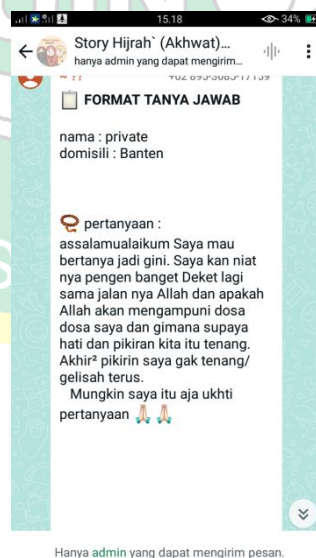 15.18
34%
Story Hijrah` (Akhwat)...
hanya admin yang dapat mengirim...
FORMAT TANYA JAWAB
nama : private
domisili : Banten
pertanyaan :
assalamualaikum Saya mau
bertanya jadi gini. Saya kan niat
nya pengen banget Deket lagi
sama jalan nya Allah dan apakah
Allah akan mengampuni dosa
dosa saya dan gimana supaya
hati dan pikiran kita itu tenang.
Akhir² pikirin saya gak tenang/
gelisah terus.
Mungkin saya itu aja ukhti
pertanyaan 🙏🏻 🙏🏻
Hanya admin yang dapat mengirim pesan.